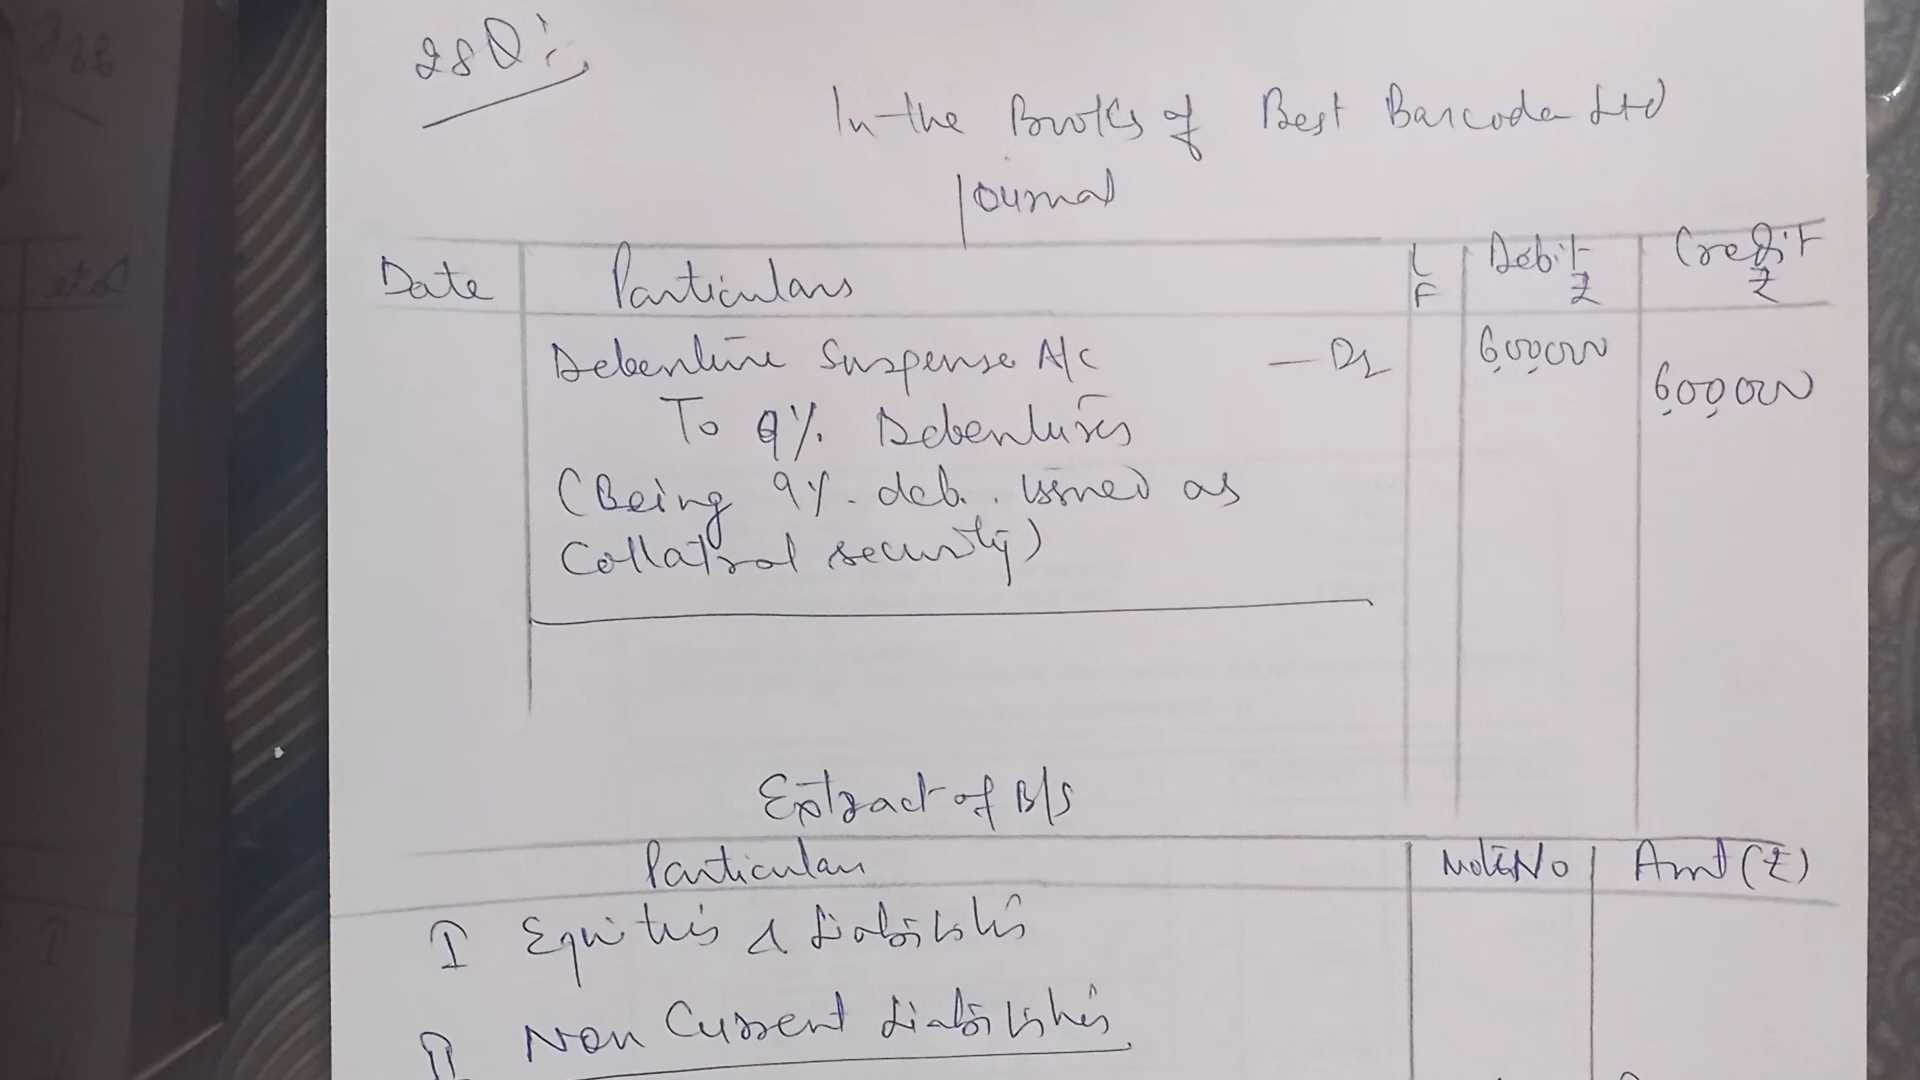 28Q:
In the Books of Best Barcode Ltd
Journal
Date Particulars L F Debit ₹ Credit ₹
Debenture Suspense A/c — Dr 6,00,000
To 9% Debentures 6,00,000
(Being 9% deb. issued as
Collatral security)
Extract of B/S
Particulars Note No Amt (₹)
I Equities & Liabilities
II Non Current Liabilities